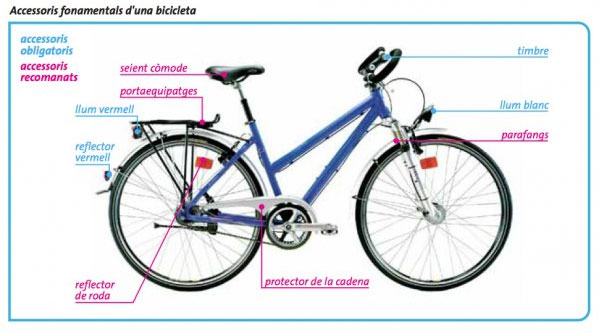 Accessoris fonamentals d'una bicicleta
accessoris
obligatoris
accessoris
recomanats
seient còmode
portaequipatges
llum vermell
reflector
vermell
timbre
llum blanc
parafangs
reflector
de roda
protector de la cadena